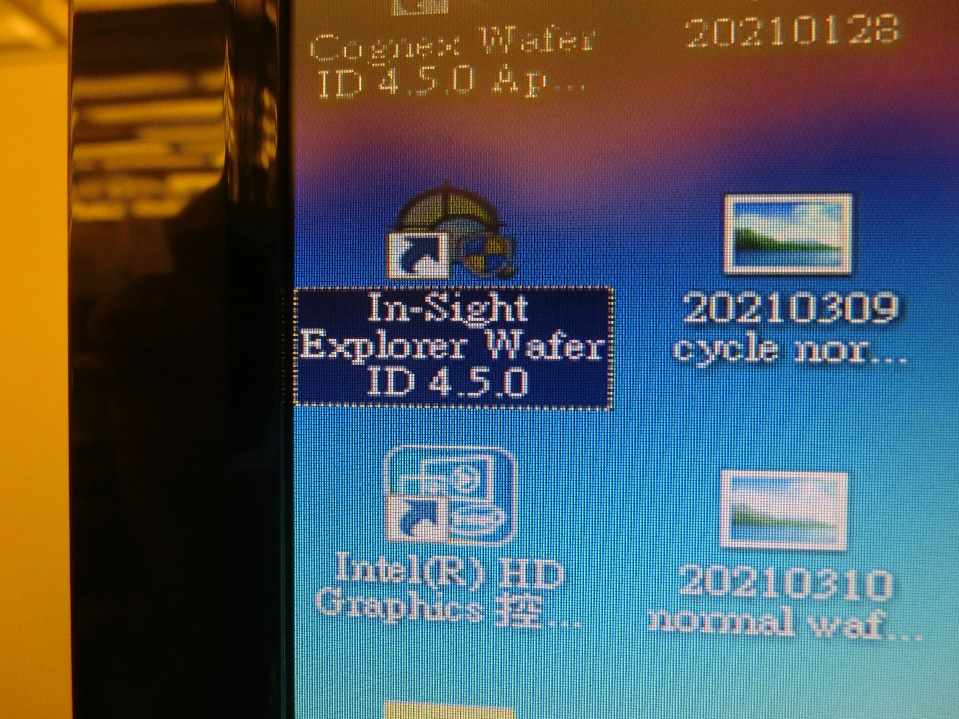 Cognex Wafer
ID 4.5.0 Ap...
20210128
In-Sight
Explorer Wafer
ID 4.5.0
20210309
cycle nor...
Intel(R) HD
Graphics 控...
20210310
normal waf...